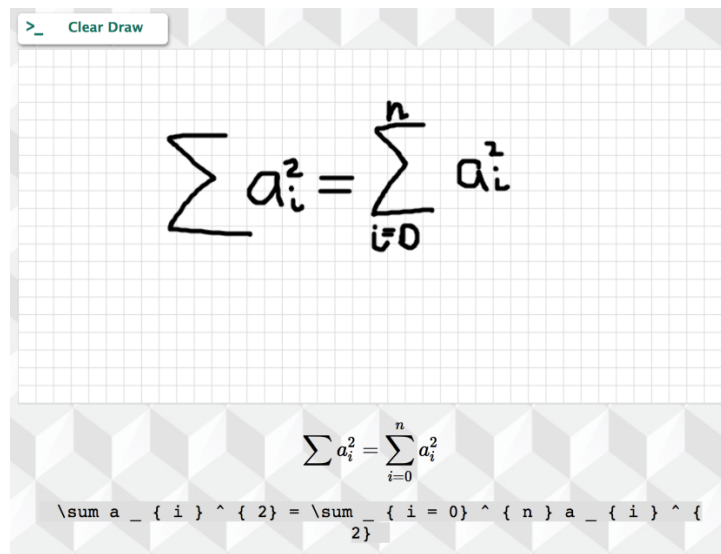 >_ Clear Draw
∑ a_i^2 = ∑_{i=0}^{n} a_i^2
∑ a_i^2 = ∑_{i=0}^{n} a_i^2
\sum a _ { i } ^ { 2} = \sum _ { i = 0} ^ { n } a _ { i } ^ {
2}